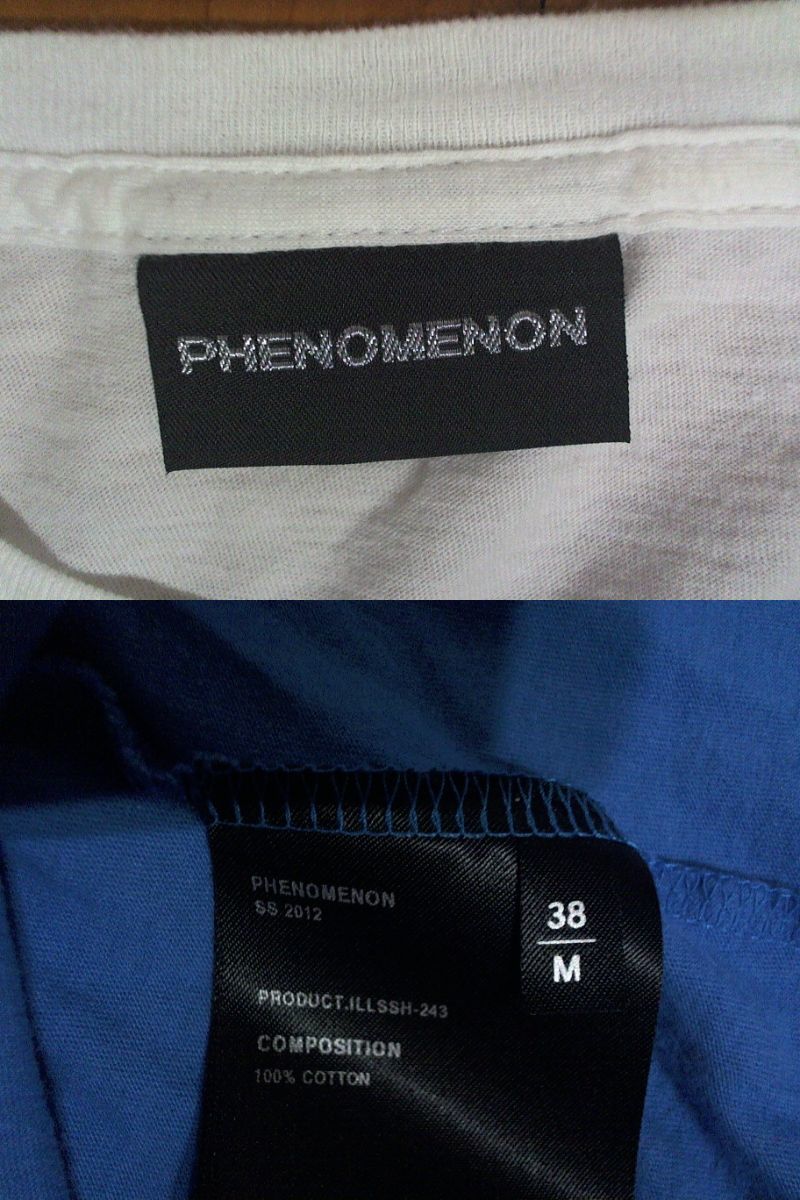 PHENOMENON
PHENOMENON
SS 2012
38
M
PRODUCT.ILLSSH-243
COMPOSITION
100% COTTON